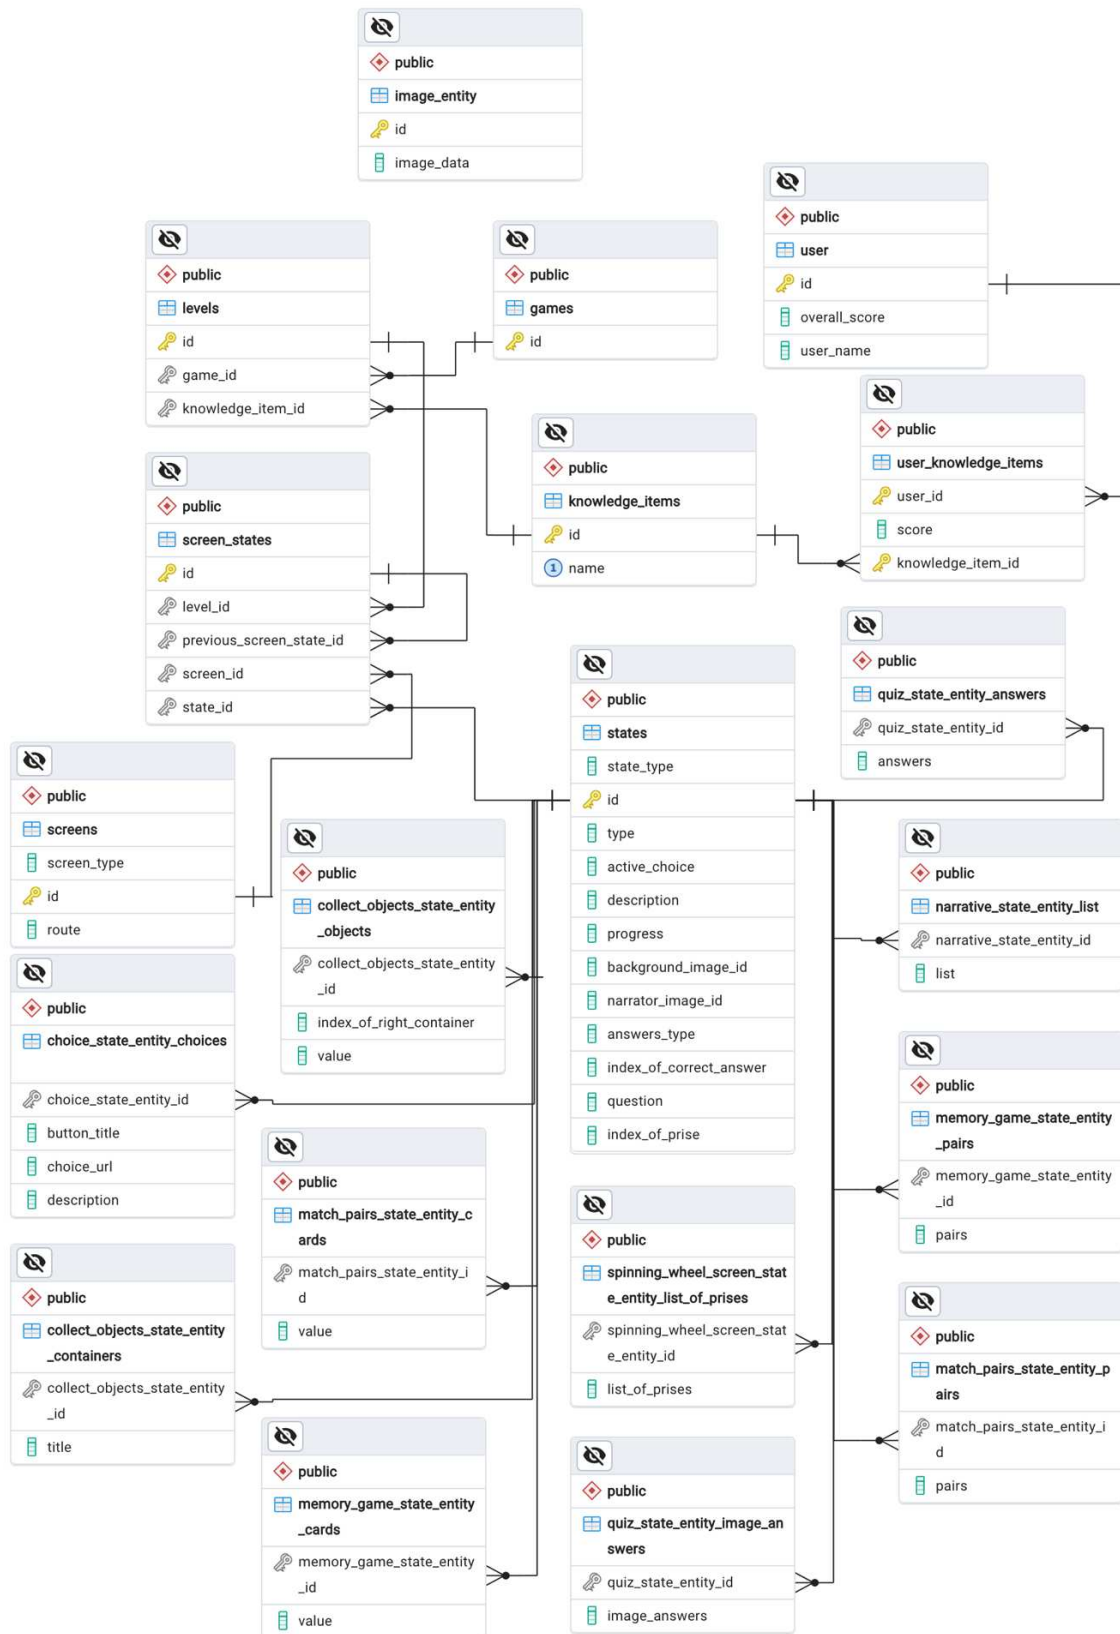 public
image_entity
id
image_data
public
user
id
overall_score
user_name
public
levels
id
game_id
knowledge_item_id
public
games
id
public
user_knowledge_items
user_id
score
knowledge_item_id
public
knowledge_items
id
1 name
public
screen_states
id
level_id
previous_screen_state_id
screen_id
state_id
public
quiz_state_entity_answers
quiz_state_entity_id
answers
public
states
state_type
id
type
active_choice
description
progress
background_image_id
narrator_image_id
answers_type
index_of_correct_answer
question
index_of_prise
public
screens
screen_type
id
route
public
collect_objects_state_entity
_objects
collect_objects_state_entity
_id
index_of_right_container
value
public
narrative_state_entity_list
narrative_state_entity_id
list
public
choice_state_entity_choices
choice_state_entity_id
button_title
choice_url
description
public
memory_game_state_entity
_pairs
memory_game_state_entity
_id
pairs
public
match_pairs_state_entity_c
ards
match_pairs_state_entity_i
d
value
public
spinning_wheel_screen_stat
e_entity_list_of_prises
spinning_wheel_screen_stat
e_entity_id
list_of_prises
public
collect_objects_state_entity
_containers
collect_objects_state_entity
_id
title
public
match_pairs_state_entity_p
airs
match_pairs_state_entity_i
d
pairs
public
memory_game_state_entity
_cards
memory_game_state_entity
_id
value
public
quiz_state_entity_image_an
swers
quiz_state_entity_id
image_answers